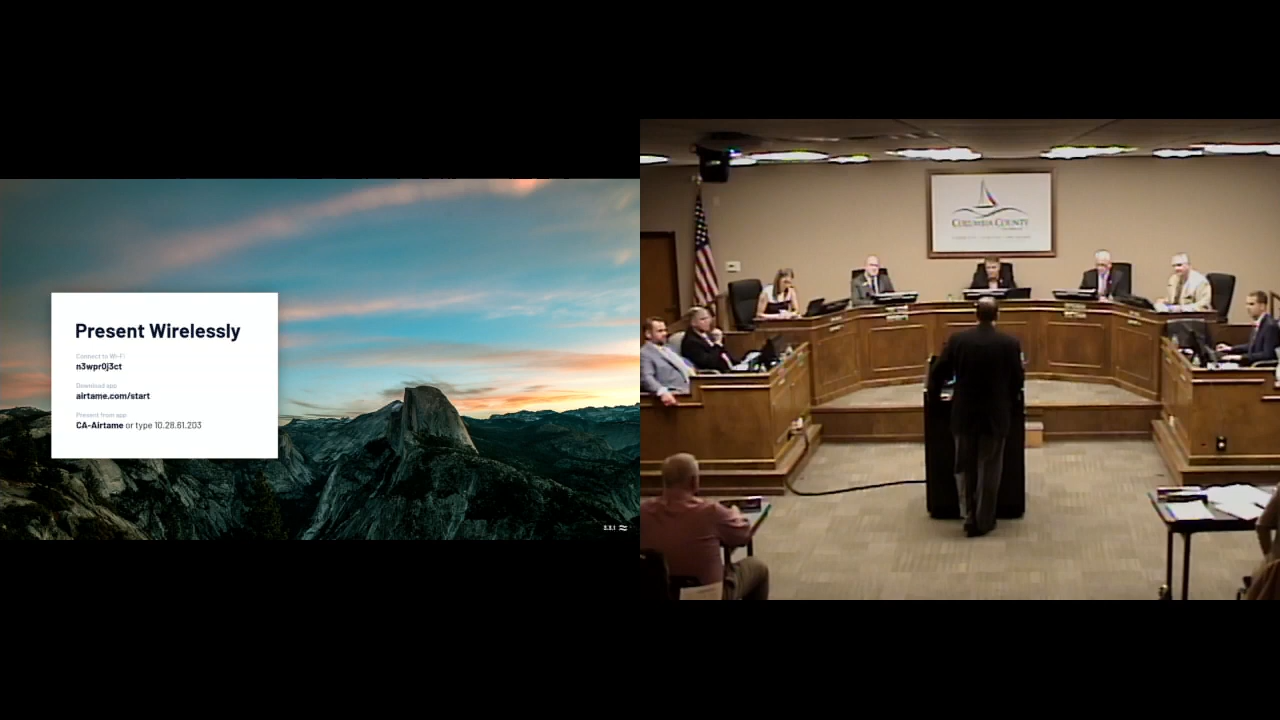 Present Wirelessly
Connect to Wi-Fi
n3wpr0j3ct
Download app
airtame.com/start
Present from app
CA-Airtame or type 10.28.61.203
COLUMBIA COUNTY